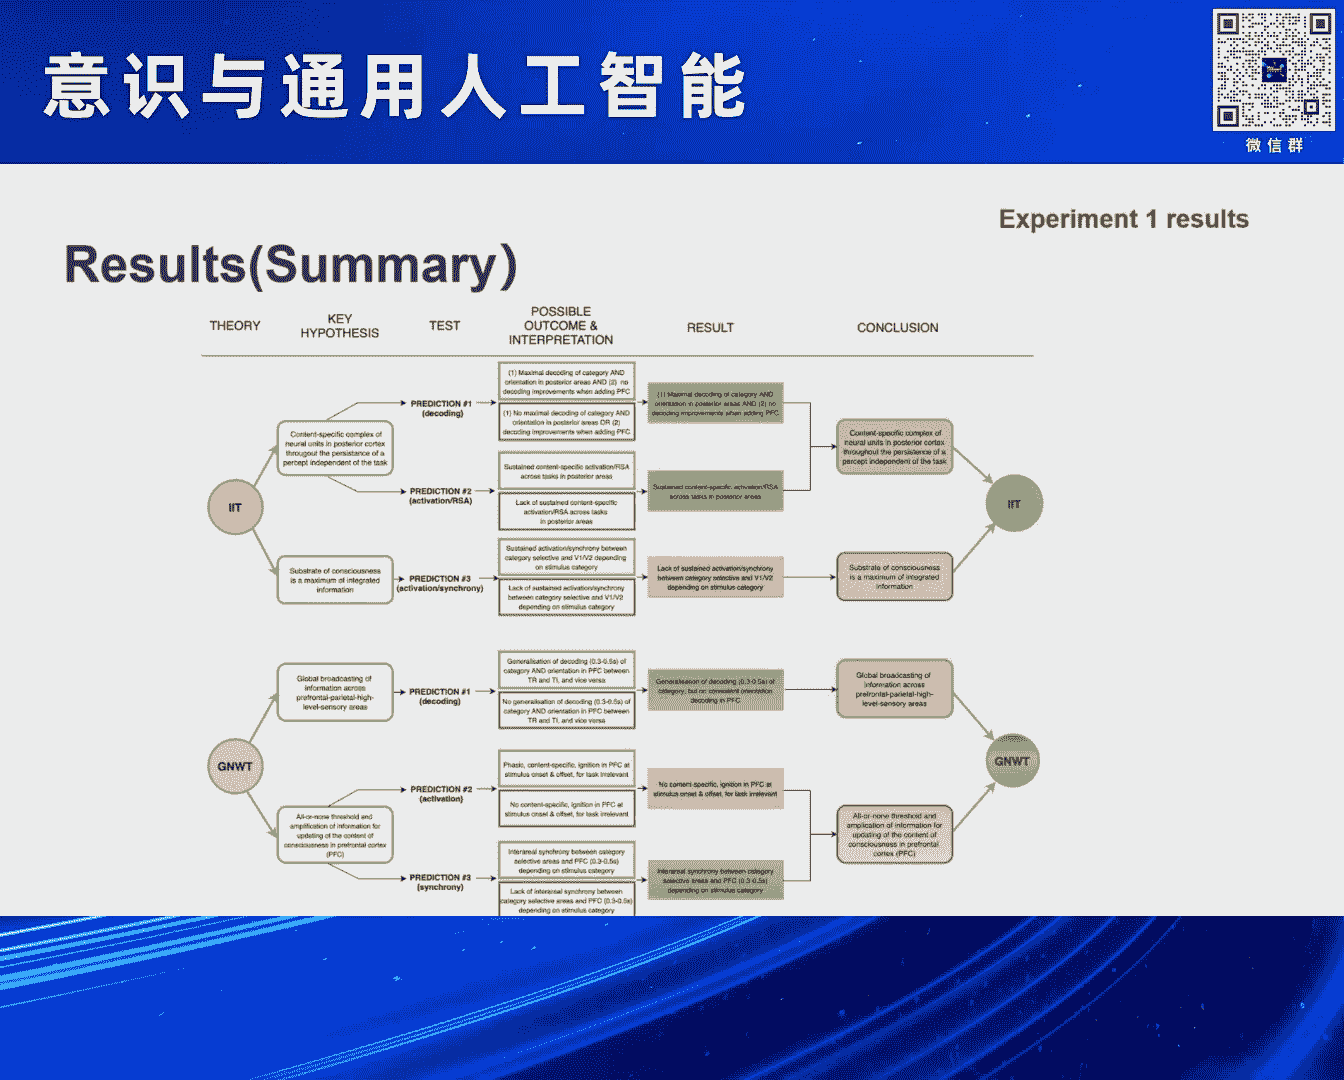 意识与通用人工智能
微信群
Experiment 1 results
Results(Summary)
THEORY
KEY
HYPOTHESIS
TEST
POSSIBLE
OUTCOME &
INTERPRETATION
RESULT
CONCLUSION
IIT
Content-specific complex of
neural units in posterior cortex
througout the persistence of a
percept independent of the task
PREDICTION #1
(decoding)
(1) Maximal decoding of category AND
orientation in posterior areas AND (2) no
decoding improvements when adding PFC
(1) No maximal decoding of category AND
orientation in posterior areas OR (2)
decoding improvements when adding PFC
(1) Maximal decoding of category AND
orientation in posterior areas AND (2) no
decoding improvements when adding PFC
PREDICTION #2
(activation/RSA)
Sustained content-specific activation/RSA
across tasks in posterior areas
Lack of sustained content-specific
activation/RSA across tasks
in posterior areas
Sustained content-specific activation/RSA
across tasks in posterior areas
Content-specific complex of
neural units in posterior cortex
throughout the persistence of a
percept independent of the task
Substrate of consciousness
is a maximum of integrated
information
PREDICTION #3
(activation/synchrony)
Sustained activation/synchrony between
category selective and V1/V2 depending
on stimulus category
Lack of sustained activation/synchrony
between category selective and V1/V2
depending on stimulus category
Lack of sustained activation/synchrony
between category selective and V1/V2
depending on stimulus category
Substrate of consciousness
is a maximum of integrated
information
IIT
GNWT
Global broadcasting of
information across
prefrontal-parietal-high-
level-sensory areas
PREDICTION #1
(decoding)
Generalisation of decoding (0.3-0.5s) of
category AND orientation in PFC between
TR and TI, and vice versa
No generalisation of decoding (0.3-0.5s) of
category AND orientation in PFC between
TR and TI, and vice versa
Generalisation of decoding (0.3-0.5s) of
category, but no consistent orientation
decoding in PFC
Global broadcasting of
information across
prefrontal-parietal-high-
level-sensory areas
All-or-none threshold and
amplification of information for
updating of the content of
consciousness in prefrontal cortex
(PFC)
PREDICTION #2
(activation)
Phasic, content-specific, ignition in PFC at
stimulus onset & offset, for task irrelevant
No content-specific, ignition in PFC at
stimulus onset & offset, for task irrelevant
No content-specific, ignition in PFC at
stimulus onset & offset, for task irrelevant
PREDICTION #3
(synchrony)
Interareal synchrony between category
selective areas and PFC (0.3-0.5s)
depending on stimulus category
Lack of interareal synchrony between
category selective areas and PFC (0.3-0.5s)
depending on stimulus category
Interareal synchrony between category
selective areas and PFC (0.3-0.5s)
depending on stimulus category
All-or-none threshold and
amplication of information for
updating of the content of
consciousness in prefrontal
cortex (PFC)
GNWT